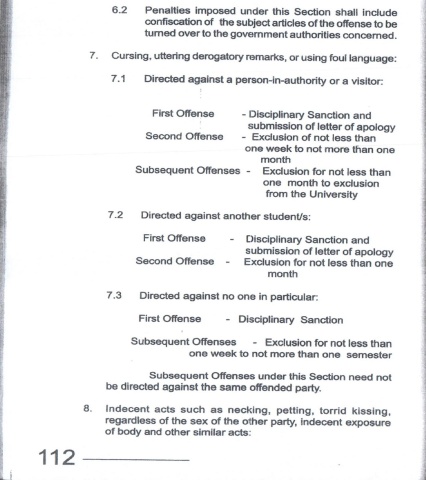 6.2 Penalties imposed under this Section shall include
confiscation of the subject articles of the offense to be
turned over to the government authorities concerned.
7. Cursing, uttering derogatory remarks, or using foul language:
7.1 Directed against a person-in-authority or a visitor:
First Offense - Disciplinary Sanction and
submission of letter of apology
Second Offense - Exclusion of not less than
one week to not more than one
month
Subsequent Offenses - Exclusion for not less than
one month to exclusion
from the University
7.2 Directed against another student/s:
First Offense - Disciplinary Sanction and
submission of letter of apology
Second Offense - Exclusion for not less than one
month
7.3 Directed against no one in particular:
First Offense - Disciplinary Sanction
Subsequent Offenses - Exclusion for not less than
one week to not more than one semester
Subsequent Offenses under this Section need not
be directed against the same offended party.
8. Indecent acts such as necking, petting, torrid kissing,
regardless of the sex of the other party, indecent exposure
of body and other similar acts:
112